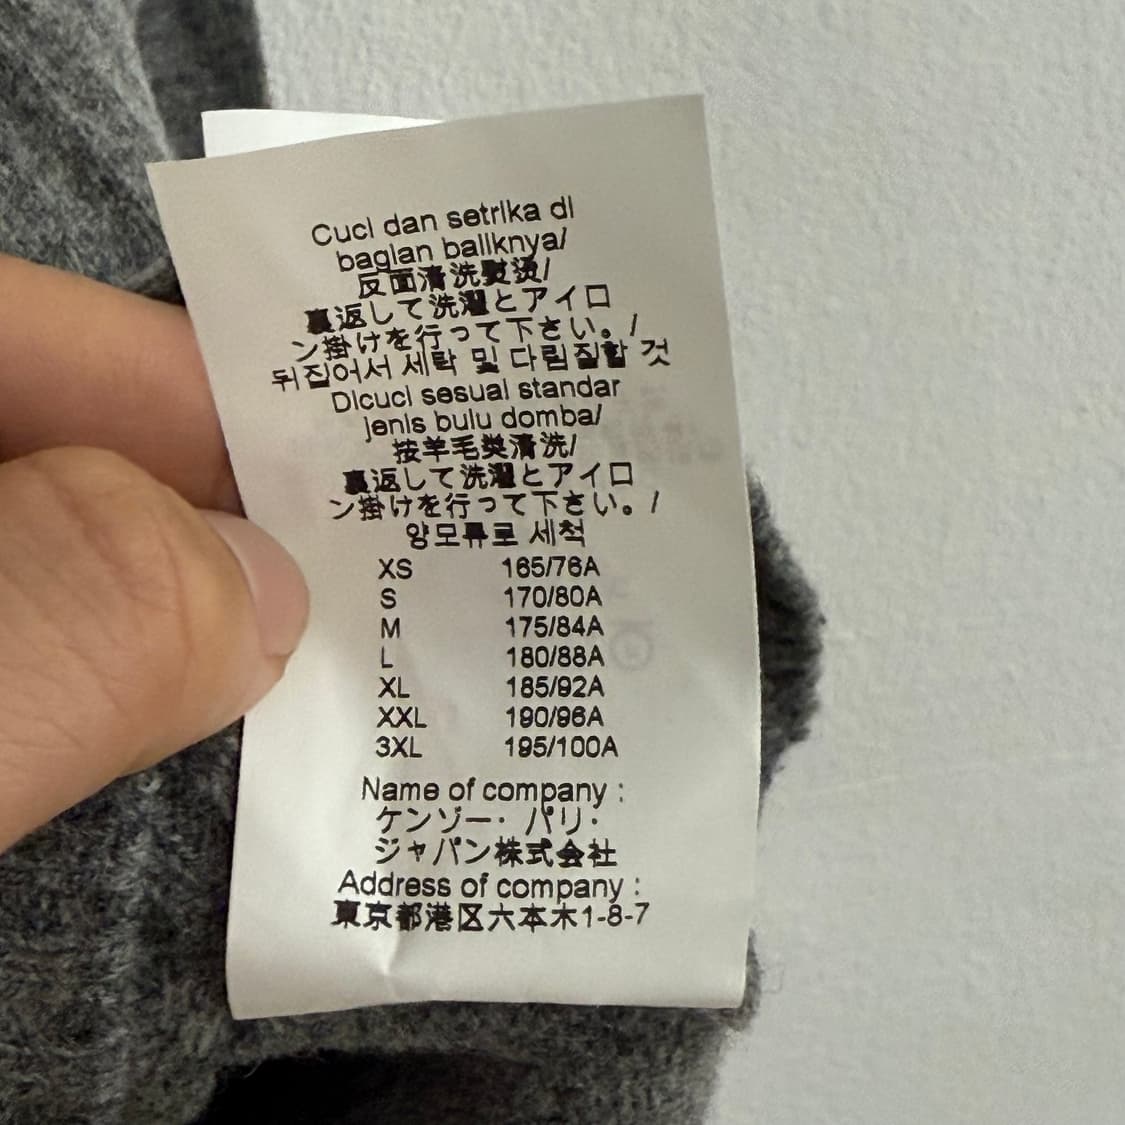 Cuci dan setrika di
bagian baliknya/
反面清洗熨烫/
裏返して洗濯とアイロ
ン掛けを行って下さい。/
뒤집어서 세탁 및 다림질할 것
Dicuci sesuai standar
jenis bulu domba/
按羊毛类清洗/
裏返して洗濯とアイロ
ン掛けを行って下さい。/
양모류로 세척
XS 165/76A
S 170/80A
M 175/84A
L 180/88A
XL 185/92A
XXL 190/96A
3XL 195/100A
Name of company :
ケンゾー・パリ・
ジャパン株式会社
Address of company :
東京都港区六本木1-8-7